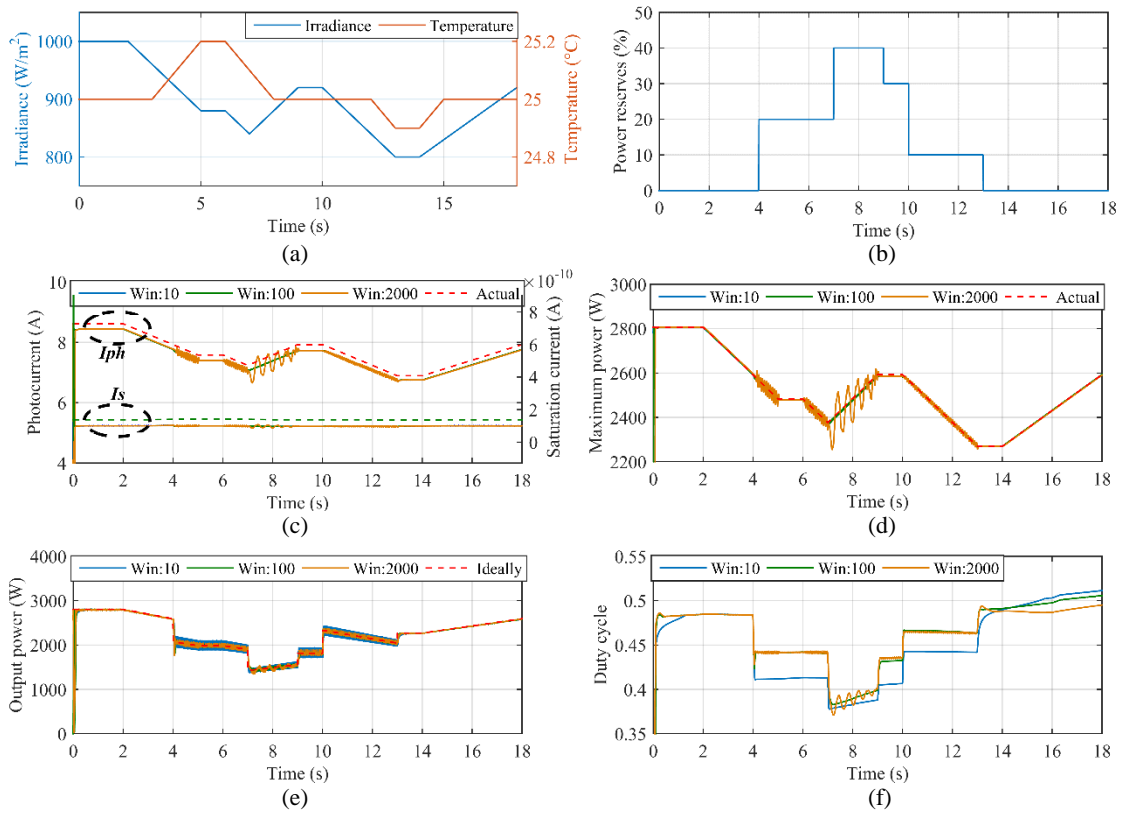 Irradiance Temperature
Irradiance (W/m²)
1000
900
800
25.2
25
24.8
Temperature (°C)
0 5 10 15
Time (s)
(a)
Power reserves (%)
50
40
30
20
10
0
0 2 4 6 8 10 12 14 16 18
Time (s)
(b)
Win:10 Win:100 Win:2000 Actual
Photocurrent (A)
10
8
6
4
Iph
Is
× 10⁻¹⁰
8
6
4
2
0
Saturation current (A)
0 2 4 6 8 10 12 14 16 18
Time (s)
(c)
Win:10 Win:100 Win:2000 Actual
Maximum power (W)
3000
2800
2600
2400
2200
0 2 4 6 8 10 12 14 16 18
Time (s)
(d)
Win:10 Win:100 Win:2000 Ideally
Output power (W)
4000
3000
2000
1000
0
0 2 4 6 8 10 12 14 16 18
Time (s)
(e)
Win:10 Win:100 Win:2000
Duty cycle
0.55
0.5
0.45
0.4
0.35
0 2 4 6 8 10 12 14 16 18
Time (s)
(f)